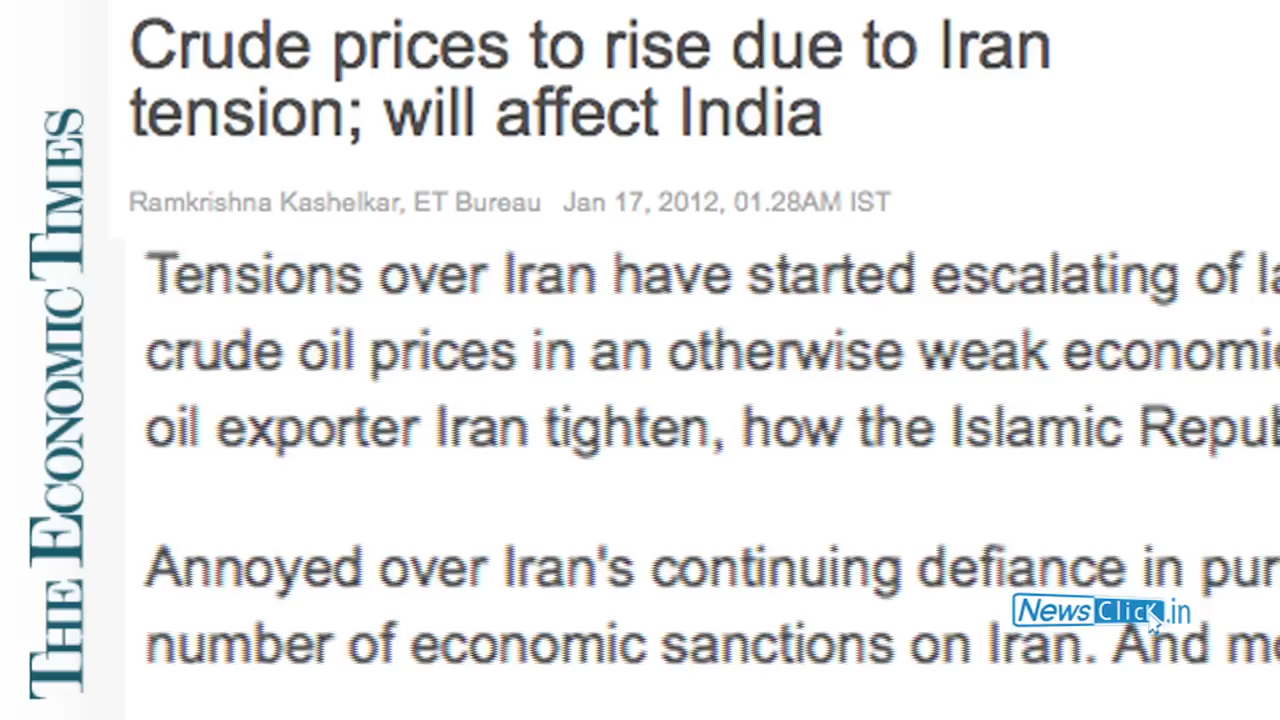 Crude prices to rise due to Iran
tension; will affect India
Ramkrishna Kashelkar, ET Bureau Jan 17, 2012, 01.28AM IST
THE ECONOMIC TIMES
Tensions over Iran have started escalating of
crude oil prices in an otherwise weak
oil exporter Iran tighten, how the Islamic
Annoyed over Iran's continuing defiance in
number of economic sanctions on Iran. And
NewsClick.in